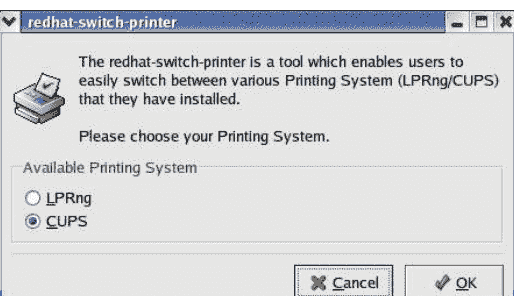 redhat-switch-printer
The redhat-switch-printer is a tool which enables users to
easily switch between various Printing System (LPRng/CUPS)
that they have installed.
Please choose your Printing System.
Available Printing System
LPRng
CUPS
Cancel
OK